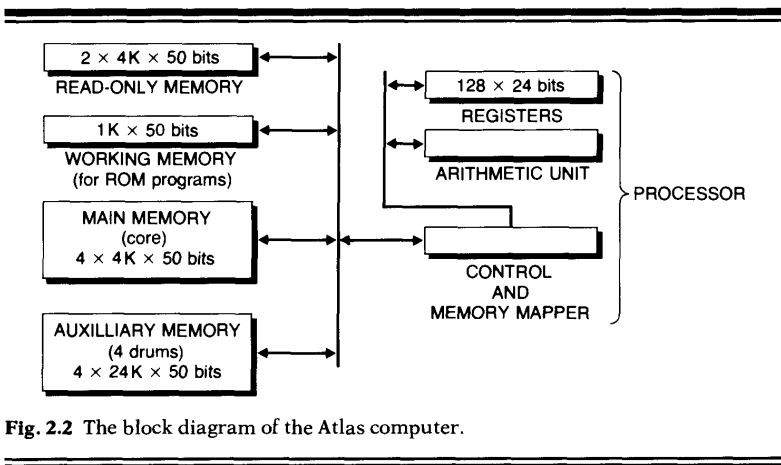 2 × 4K × 50 bits
READ-ONLY MEMORY
1K × 50 bits
WORKING MEMORY
(for ROM programs)
MAIN MEMORY
(core)
4 × 4K × 50 bits
AUXILLIARY MEMORY
(4 drums)
4 × 24K × 50 bits
128 × 24 bits
REGISTERS
ARITHMETIC UNIT
CONTROL
AND
MEMORY MAPPER
PROCESSOR
Fig. 2.2 The block diagram of the Atlas computer.